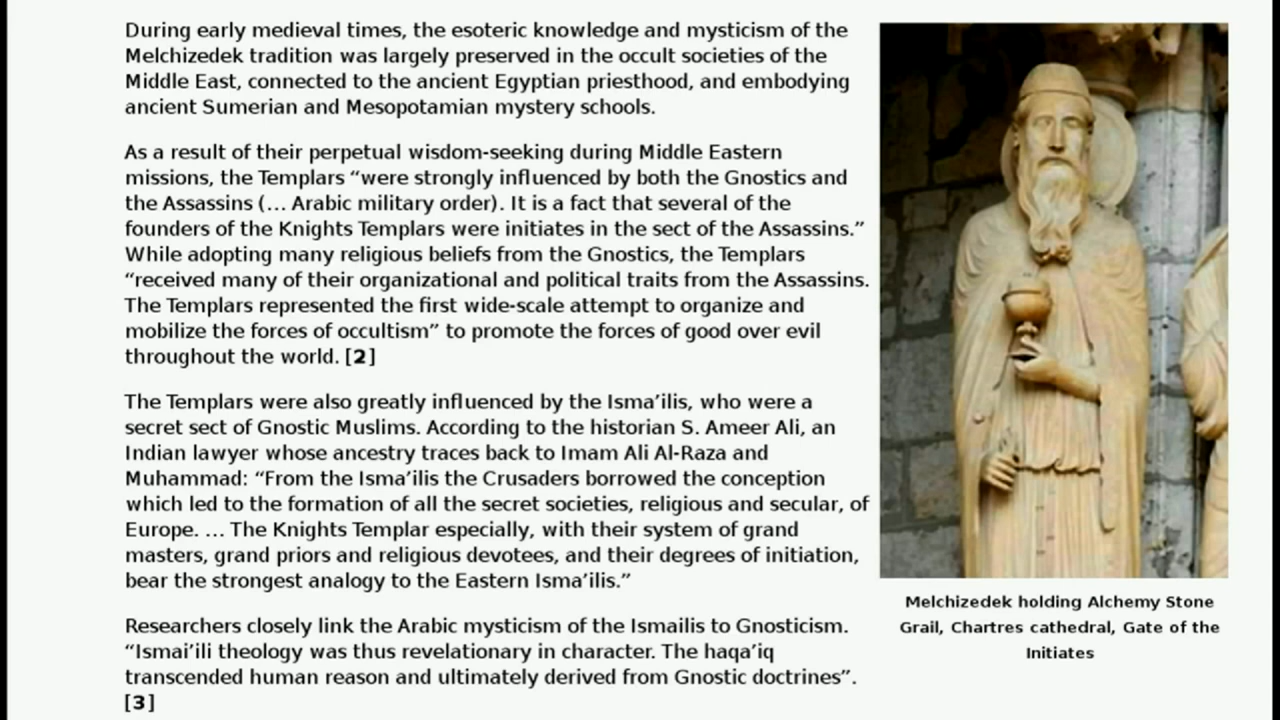 During early medieval times, the esoteric knowledge and mysticism of the
Melchizedek tradition was largely preserved in the occult societies of the
Middle East, connected to the ancient Egyptian priesthood, and embodying
ancient Sumerian and Mesopotamian mystery schools.
As a result of their perpetual wisdom-seeking during Middle Eastern
missions, the Templars “were strongly influenced by both the Gnostics and
the Assassins (… Arabic military order). It is a fact that several of the
founders of the Knights Templars were initiates in the sect of the Assassins.”
While adopting many religious beliefs from the Gnostics, the Templars
“received many of their organizational and political traits from the Assassins.
The Templars represented the first wide-scale attempt to organize and
mobilize the forces of occultism” to promote the forces of good over evil
throughout the world. [2]
The Templars were also greatly influenced by the Isma’ilis, who were a
secret sect of Gnostic Muslims. According to the historian S. Ameer Ali, an
Indian lawyer whose ancestry traces back to Imam Ali Al-Raza and
Muhammad: “From the Isma’ilis the Crusaders borrowed the conception
which led to the formation of all the secret societies, religious and secular, of
Europe. … The Knights Templar especially, with their system of grand
masters, grand priors and religious devotees, and their degrees of initiation,
bear the strongest analogy to the Eastern Isma’ilis.”
Researchers closely link the Arabic mysticism of the Ismailis to Gnosticism.
“Ismai’ili theology was thus revelationary in character. The haqa’iq
transcended human reason and ultimately derived from Gnostic doctrines”.
[3]
Melchizedek holding Alchemy Stone
Grail, Chartres cathedral, Gate of the
Initiates